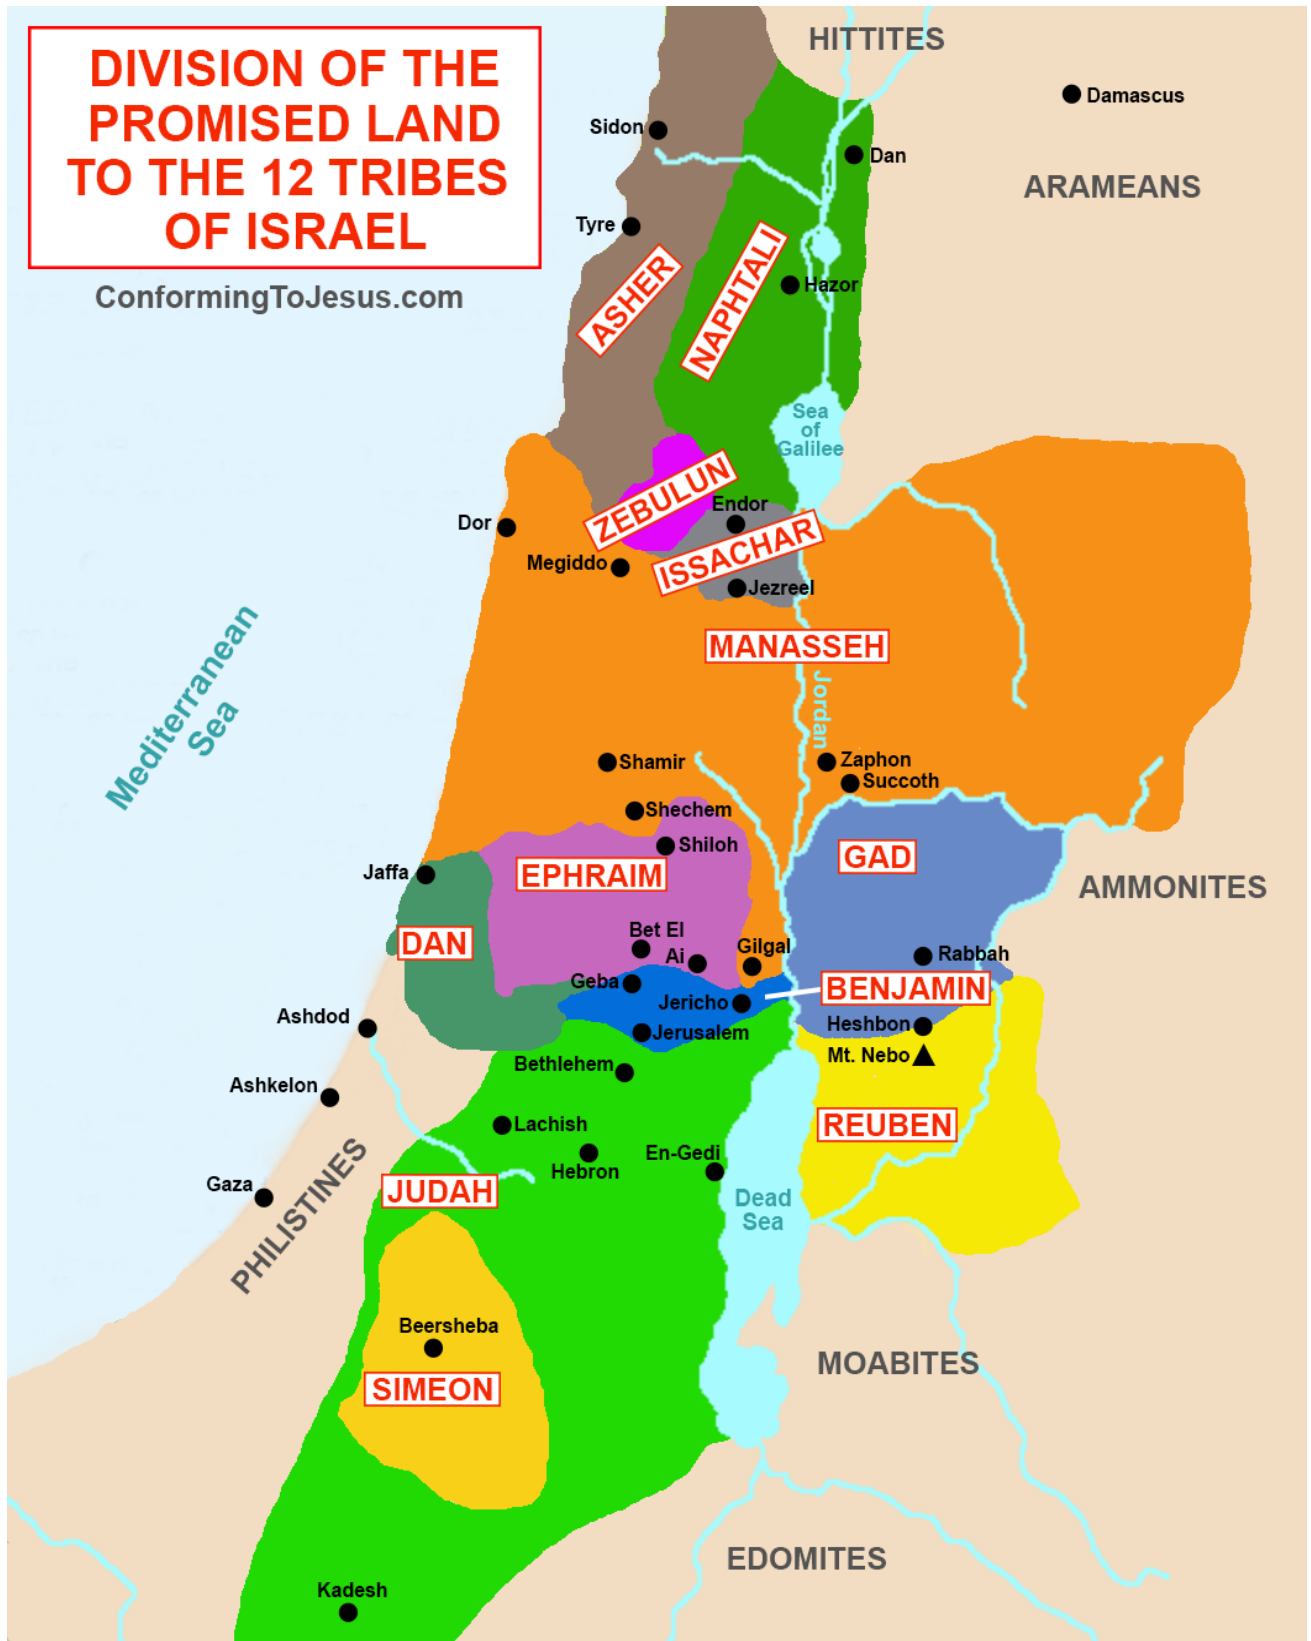 DIVISION OF THE
PROMISED LAND
TO THE 12 TRIBES
OF ISRAEL
ConformingToJesus.com
HITTITES
Damascus
Sidon
Dan
ARAMEANS
Tyre
ASHER
NAPHTALI
Hazor
Sea
of
Galilee
ZEBULUN
Endor
Dor
ISSACHAR
Megiddo
Jezreel
MANASSEH
Mediterranean
Sea
Jordan
Shamir
Zaphon
Succoth
Shechem
Shiloh
GAD
Jaffa
EPHRAIM
AMMONITES
DAN
Bet El
Ai
Gilgal
Rabbah
Geba
BENJAMIN
Jericho
Ashdod
Jerusalem
Heshbon
Mt. Nebo
Bethlehem
Ashkelon
Lachish
REUBEN
Hebron
En-Gedi
Gaza
JUDAH
Dead
Sea
PHILISTINES
Beersheba
MOABITES
SIMEON
EDOMITES
Kadesh